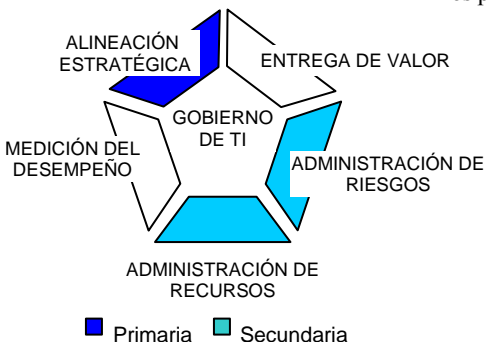 ALINEACIÓN
ESTRATÉGICA
ENTREGA DE VALOR
GOBIERNO
DE TI
MEDICIÓN DEL
DESEMPEÑO
ADMINISTRACIÓN DE
RIESGOS
ADMINISTRACIÓN DE
RECURSOS
Primaria Secundaria